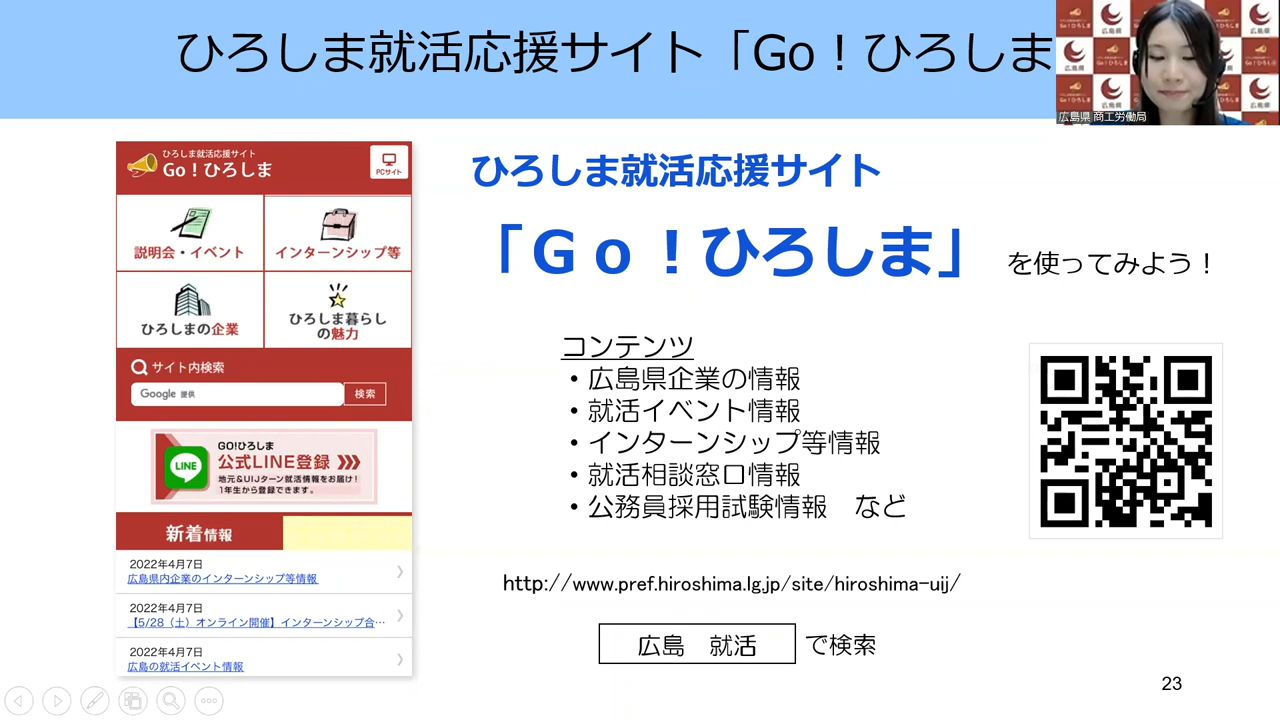 ひろしま就活応援サイト「Go！ひろしま
広島県 商工労働局
ひろしま就活応援サイト
Go！ひろしま
PCサイト
説明会・イベント
インターンシップ等
ひろしまの企業
ひろしま暮らし
の魅力
サイト内検索
Google 提供
検索
GO!ひろしま
LINE
公式LINE登録
地元&UIJターン就活情報をお届け！
1年生から登録できます。
新着情報
2022年4月7日
広島県内企業のインターンシップ等情報
2022年4月7日
【5/28（土）オンライン開催】インターンシップ合…
2022年4月7日
広島の就活イベント情報
ひろしま就活応援サイト
「Ｇｏ！ひろしま」 を使ってみよう！
コンテンツ
・広島県企業の情報
・就活イベント情報
・インターンシップ等情報
・就活相談窓口情報
・公務員採用試験情報　など
http://www.pref.hiroshima.lg.jp/site/hiroshima-uij/
広島　就活 で検索
23